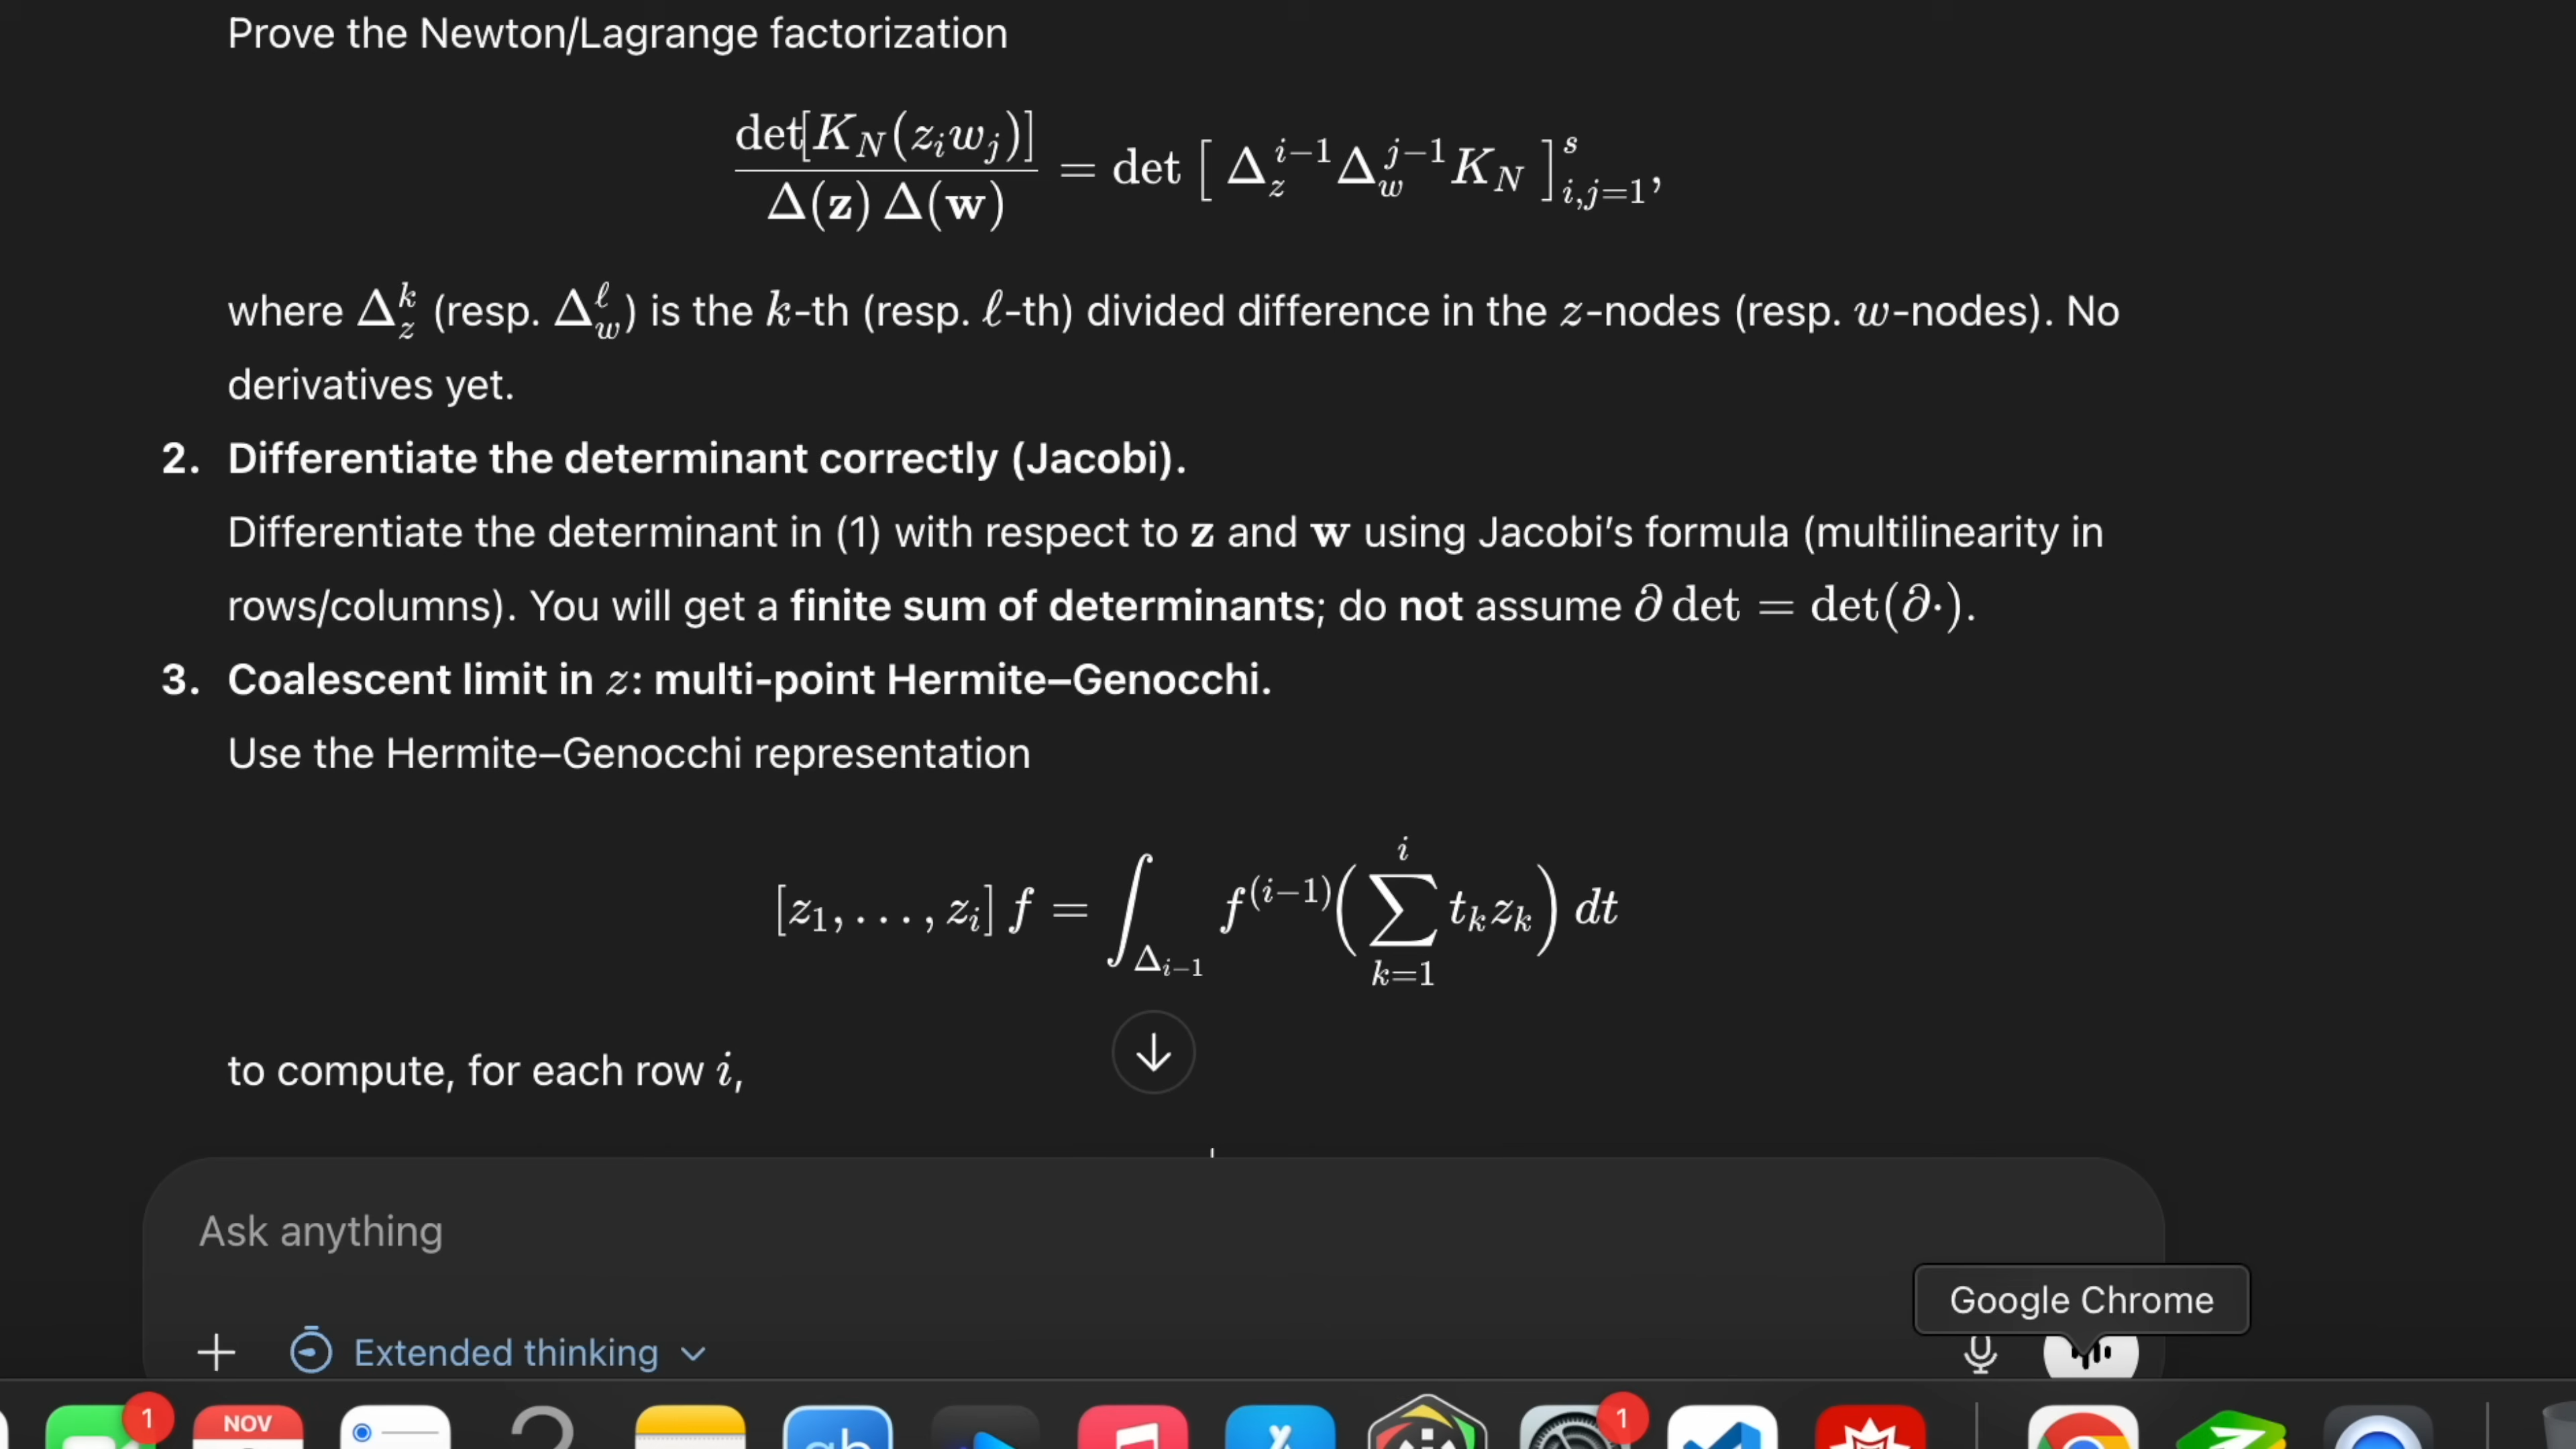 Prove the Newton/Lagrange factorization
det[K_N(z_i w_j)] / Δ(𝐳) Δ(𝐰) = det [ Δ_z^{i−1} Δ_w^{j−1} K_N ]_{i,j=1}^s,
where Δ_z^k (resp. Δ_w^ℓ) is the k-th (resp. ℓ-th) divided difference in the z-nodes (resp. w-nodes). No
derivatives yet.
2. Differentiate the determinant correctly (Jacobi).
Differentiate the determinant in (1) with respect to 𝐳 and 𝐰 using Jacobi’s formula (multilinearity in
rows/columns). You will get a finite sum of determinants; do not assume ∂ det = det(∂·).
3. Coalescent limit in z: multi-point Hermite–Genocchi.
Use the Hermite–Genocchi representation
[z_1, . . . , z_i] f = ∫_{Δ_{i−1}} f^{(i−1)}( ∑_{k=1}^i t_k z_k ) dt
to compute, for each row i,
Ask anything
Google Chrome
Extended thinking
1
NOV
1